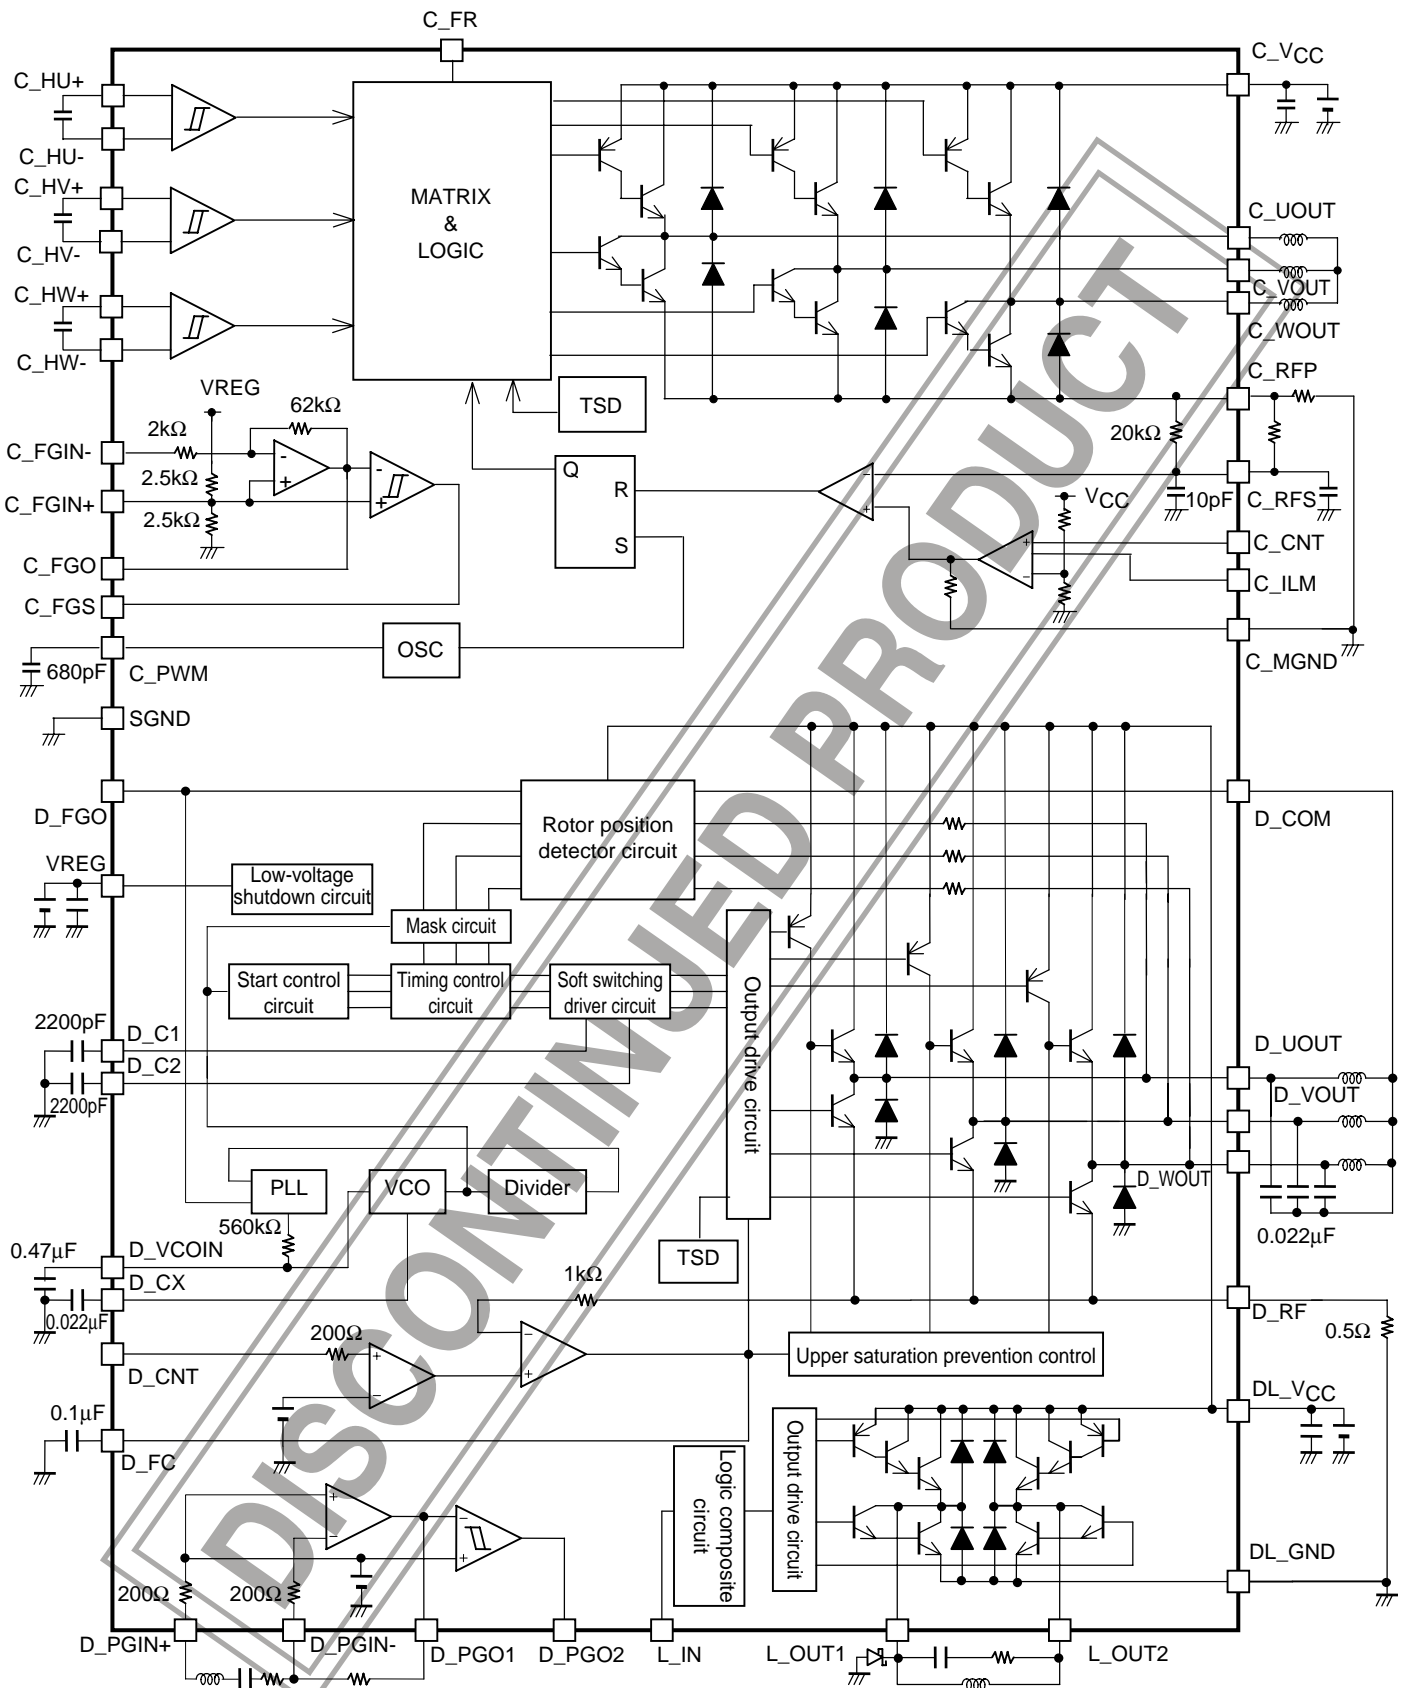 C_FR
C_HU+
C_HU-
C_HV+
C_HV-
C_HW+
C_HW-
MATRIX
&
LOGIC
C_VCC
C_UOUT
C_VOUT
C_WOUT
C_RFP
VREG
62kΩ
TSD
2kΩ
C_FGIN-
2.5kΩ
C_FGIN+
2.5kΩ
-
+
-
+
Q
R
S
20kΩ
-
+
VCC
10pF
C_RFS
+
-
C_CNT
C_ILM
C_FGO
C_FGS
OSC
680pF
C_PWM
C_MGND
SGND
D_FGO
Rotor position
detector circuit
D_COM
VREG
Low-voltage
shutdown circuit
Mask circuit
Start control
circuit
Timing control
circuit
Soft switching
driver circuit
Output drive circuit
2200pF
D_C1
D_C2
2200pF
D_UOUT
D_VOUT
D_WOUT
0.022μF
PLL
VCO
Divider
560kΩ
0.47μF
D_VCOIN
D_CX
0.022μF
TSD
1kΩ
D_RF
0.5Ω
200Ω
+
-
-
+
D_CNT
Upper saturation prevention control
0.1μF
D_FC
DL_VCC
Logic composite
circuit
Output drive circuit
+
-
-
+
200Ω
200Ω
DL_GND
D_PGIN+
D_PGIN-
D_PGO1
D_PGO2
L_IN
L_OUT1
L_OUT2
DISCONTINUED PRODUCT